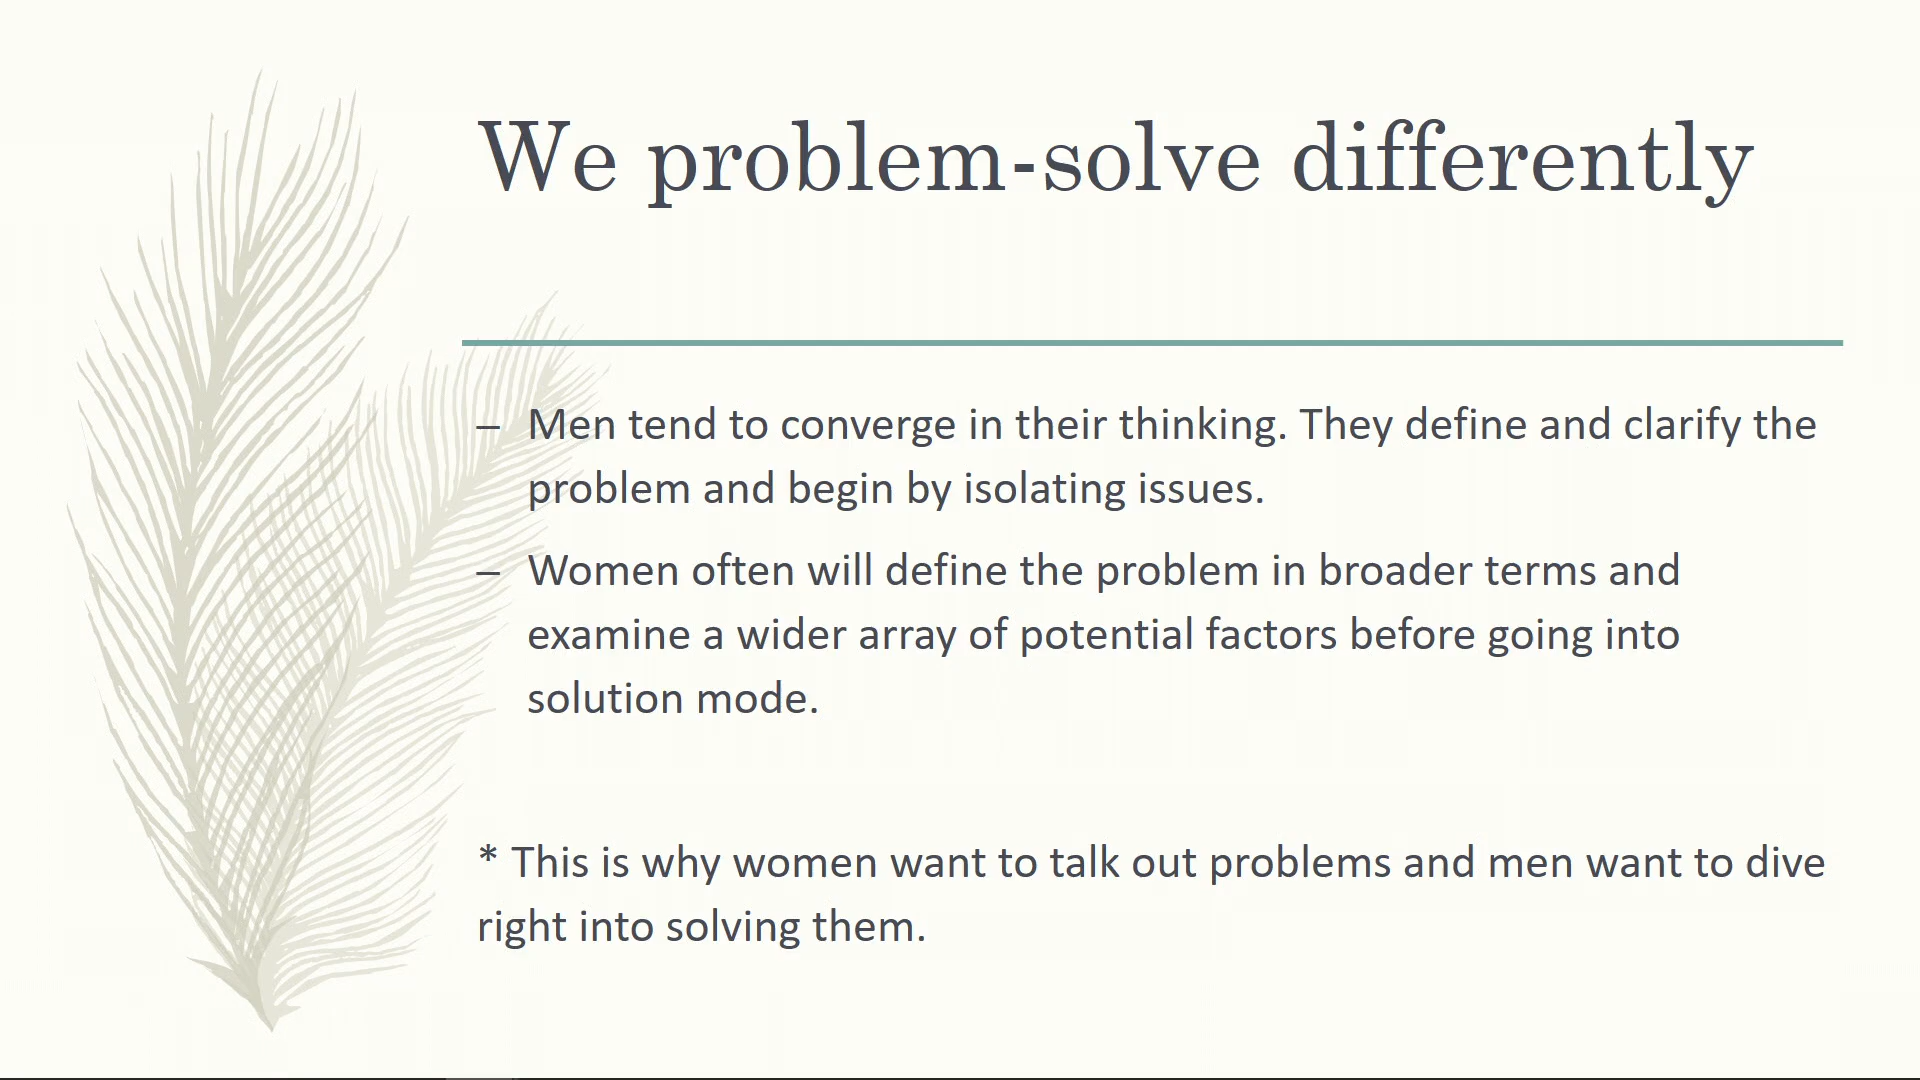 We problem-solve differently
– Men tend to converge in their thinking. They define and clarify the
problem and begin by isolating issues.
– Women often will define the problem in broader terms and
examine a wider array of potential factors before going into
solution mode.
* This is why women want to talk out problems and men want to dive
right into solving them.